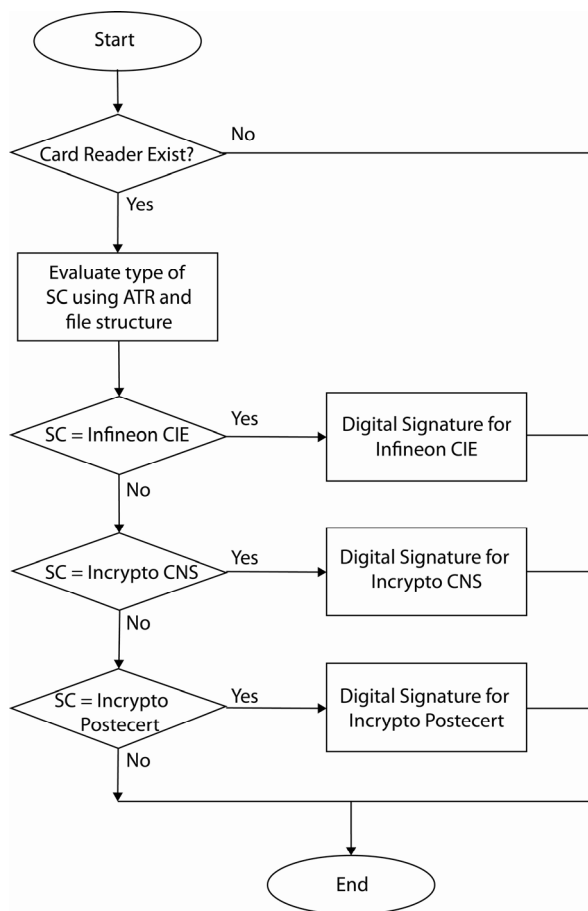 Start
No
Card Reader Exist?
Yes
Evaluate type of
SC using ATR and
file structure
Yes
SC = Infineon CIE
Digital Signature for
Infineon CIE
No
Yes
SC = Incrypto CNS
Digital Signature for
Incrypto CNS
No
Yes
SC = Incrypto
Postecert
Digital Signature for
Incrypto Postecert
No
End